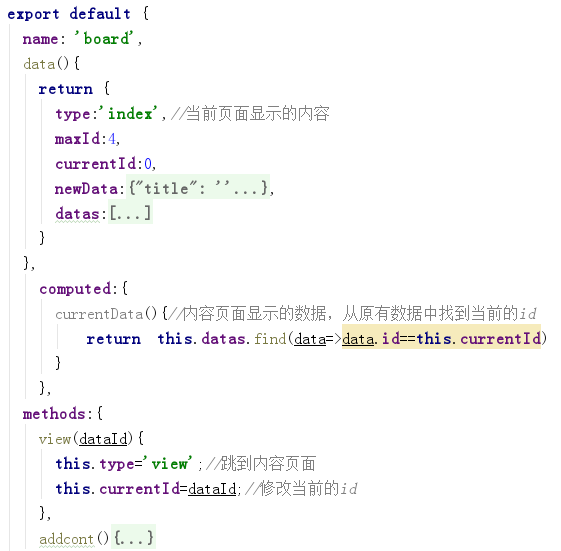 export default {
name: 'board',
data(){
return {
type:'index',//当前页面显示的内容
maxId:4,
currentId:0,
newData:{"title": ''...},
datas:[...]
}
},
computed:{
currentData(){//内容页面显示的数据，从原有数据中找到当前的id
return this.datas.find(data=>data.id==this.currentId)
}
},
methods:{
view(dataId){
this.type='view';//跳到内容页面
this.currentId=dataId;//修改当前的id
},
addcont(){...}